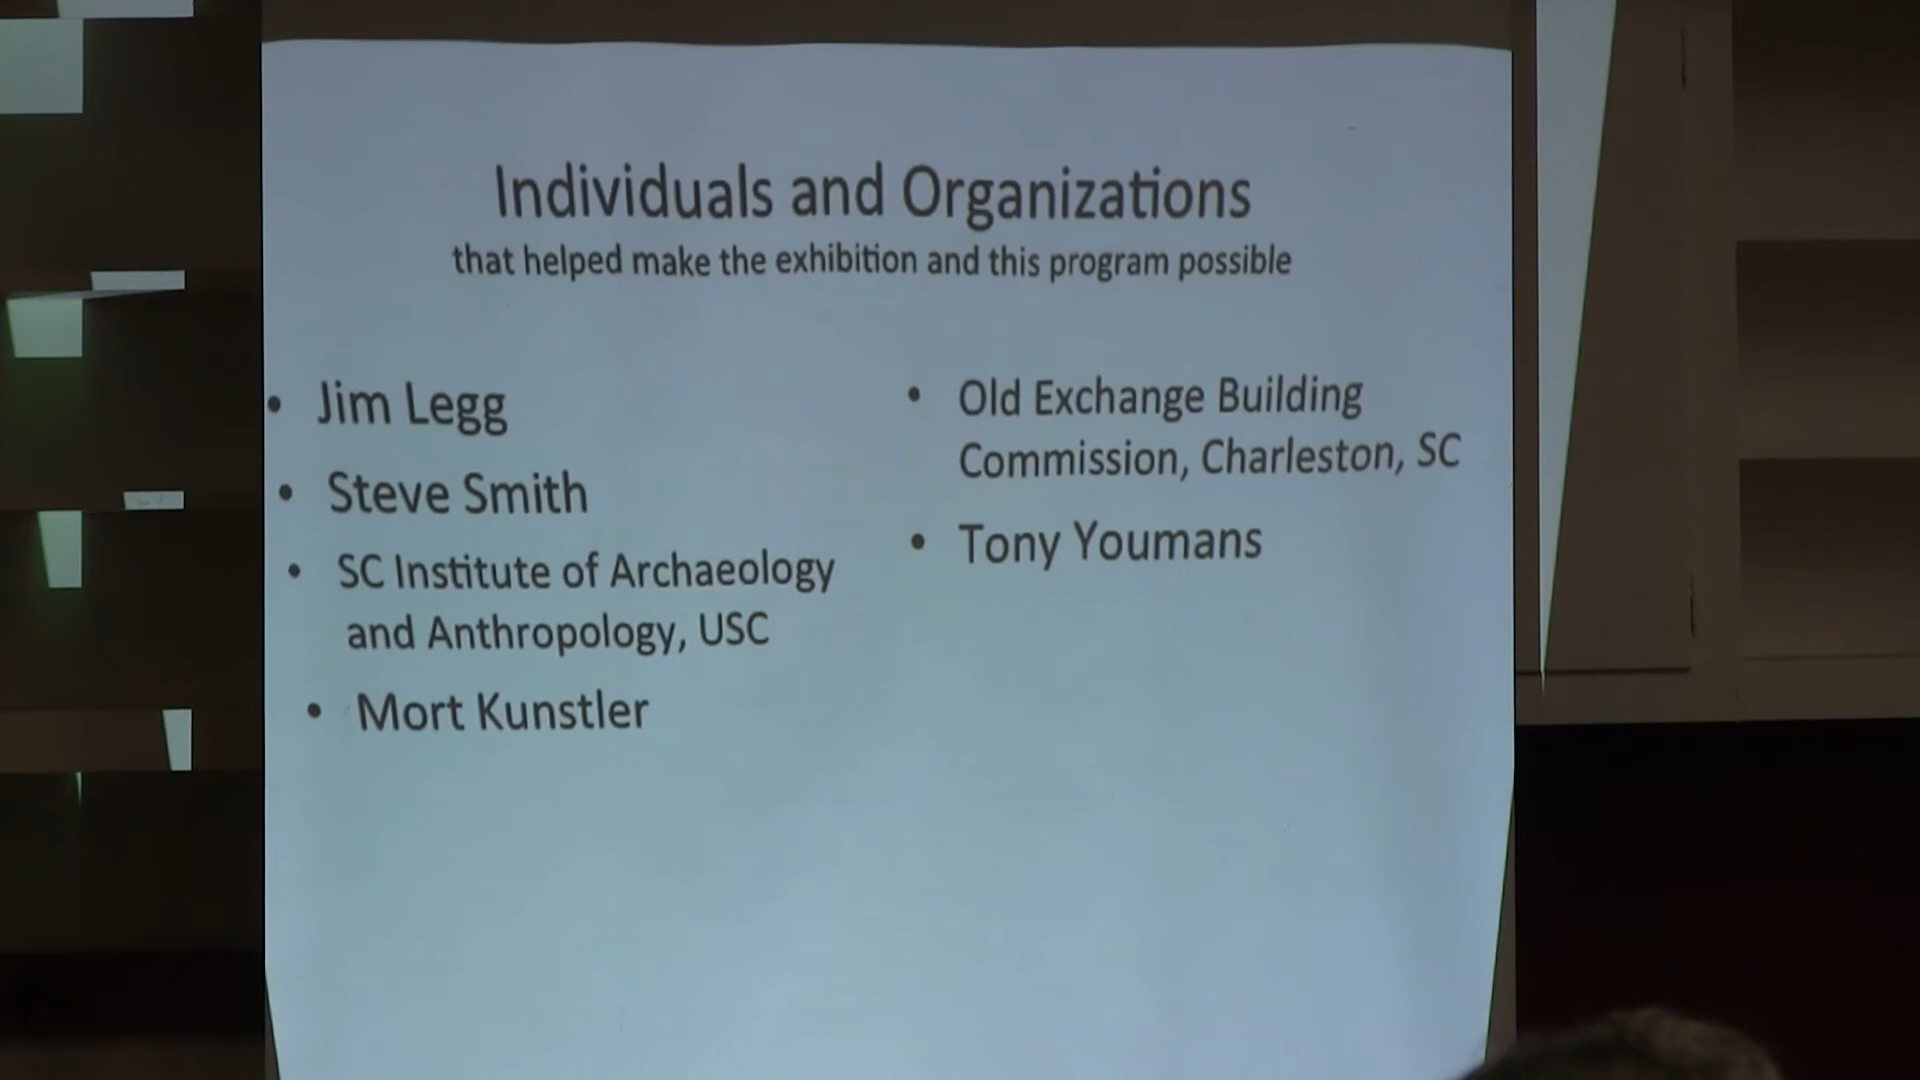 Individuals and Organizations
that helped make the exhibition and this program possible
• Jim Legg
• Steve Smith
• SC Institute of Archaeology
and Anthropology, USC
• Mort Kunstler
• Old Exchange Building
Commission, Charleston, SC
• Tony Youmans